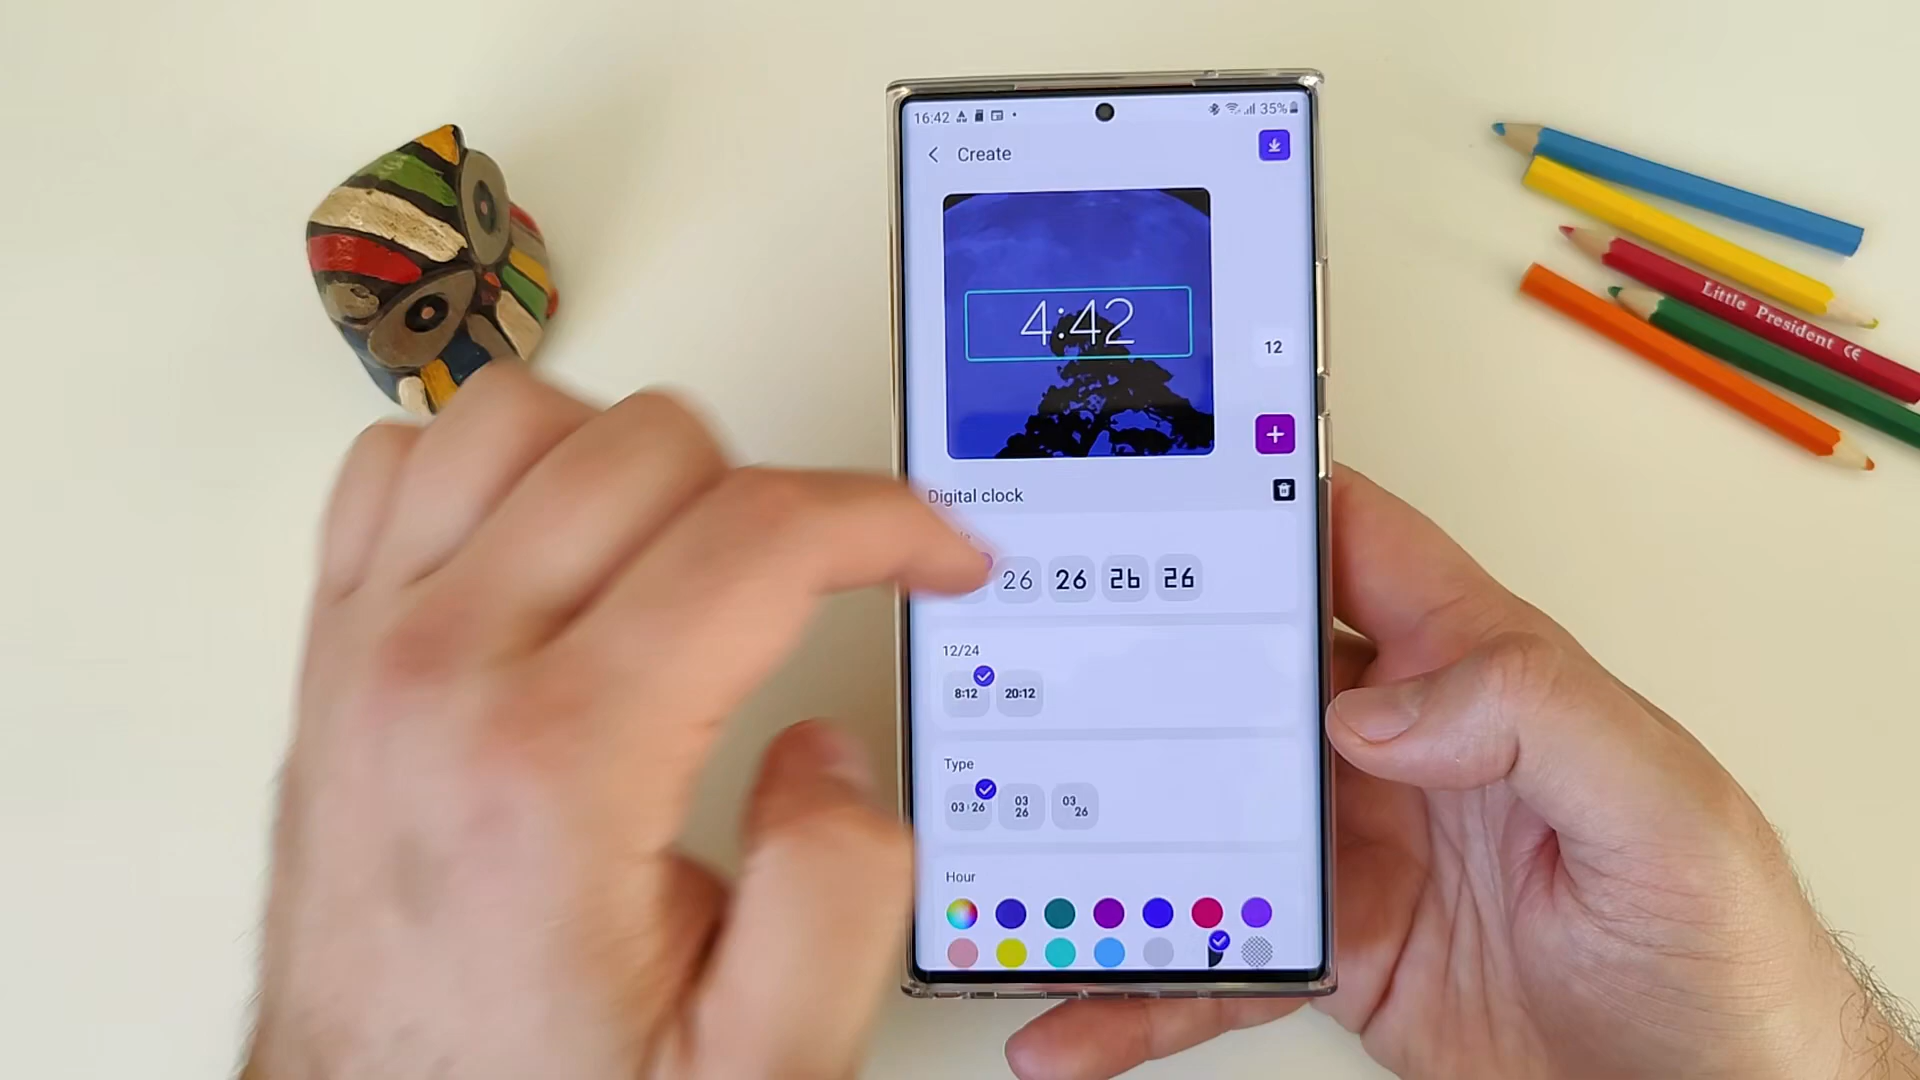 16:42
35%
Create
4:42
12
Digital clock
26 26 26 26
12/24
8:12 20:12
Type
03:26 03 03
26 26
Hour
Little President CE